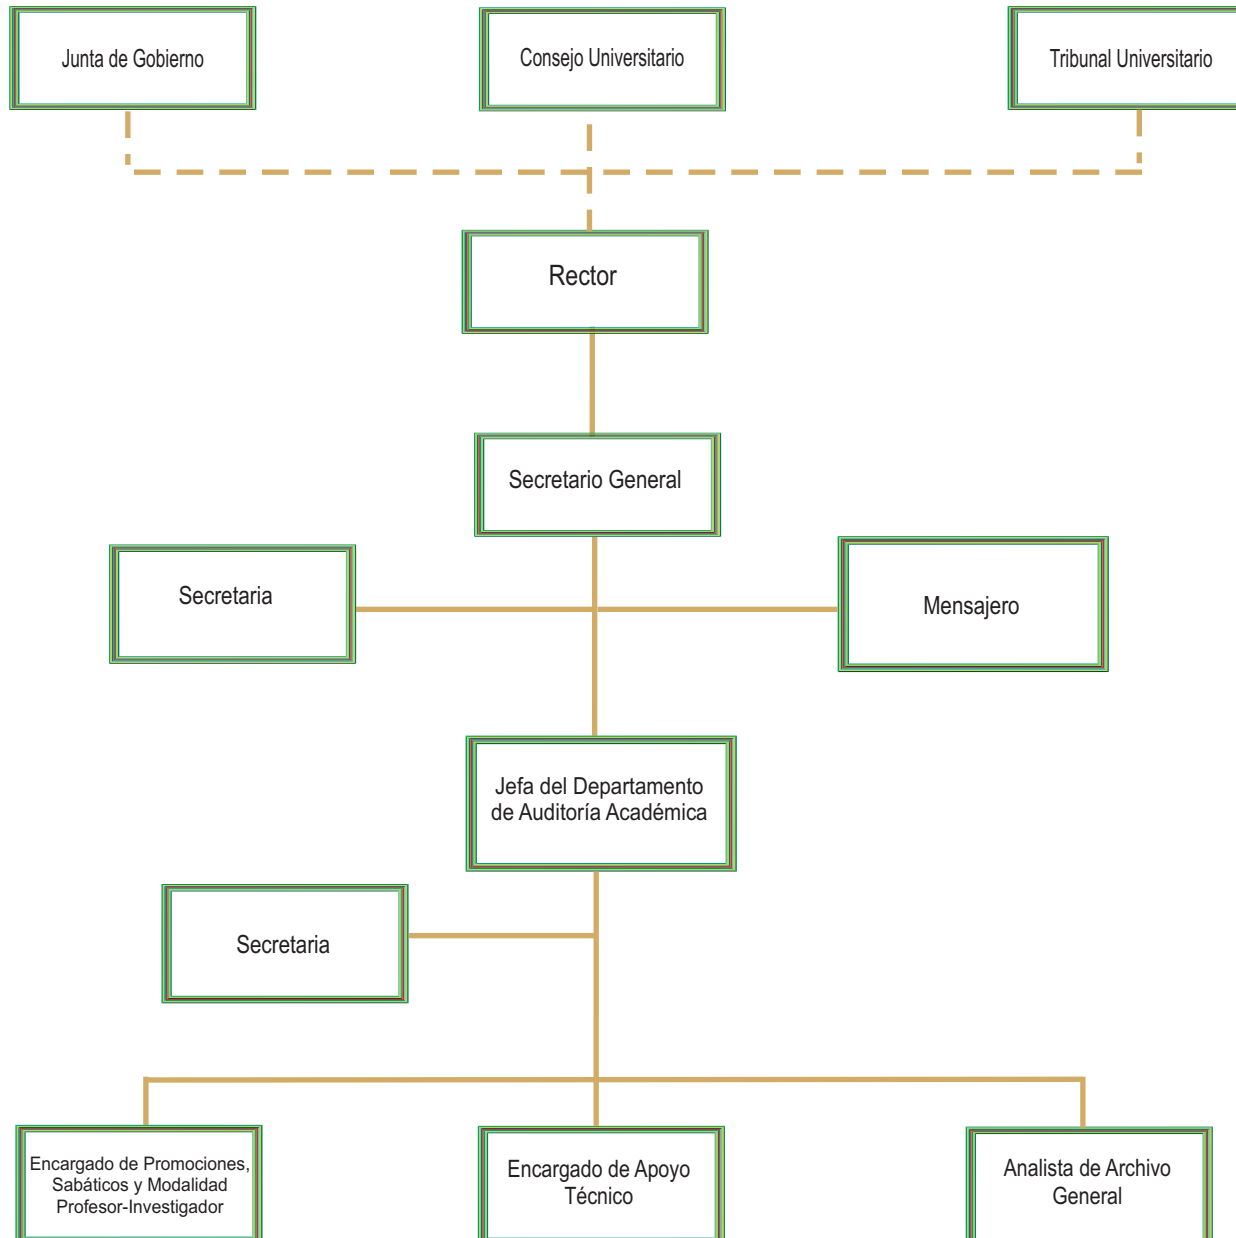 Junta de Gobierno
Consejo Universitario
Tribunal Universitario
Rector
Secretario General
Secretaria
Mensajero
Jefa del Departamento
de Auditoría Académica
Secretaria
Encargado de Promociones,
Sabáticos y Modalidad
Profesor-Investigador
Encargado de Apoyo
Técnico
Analista de Archivo
General